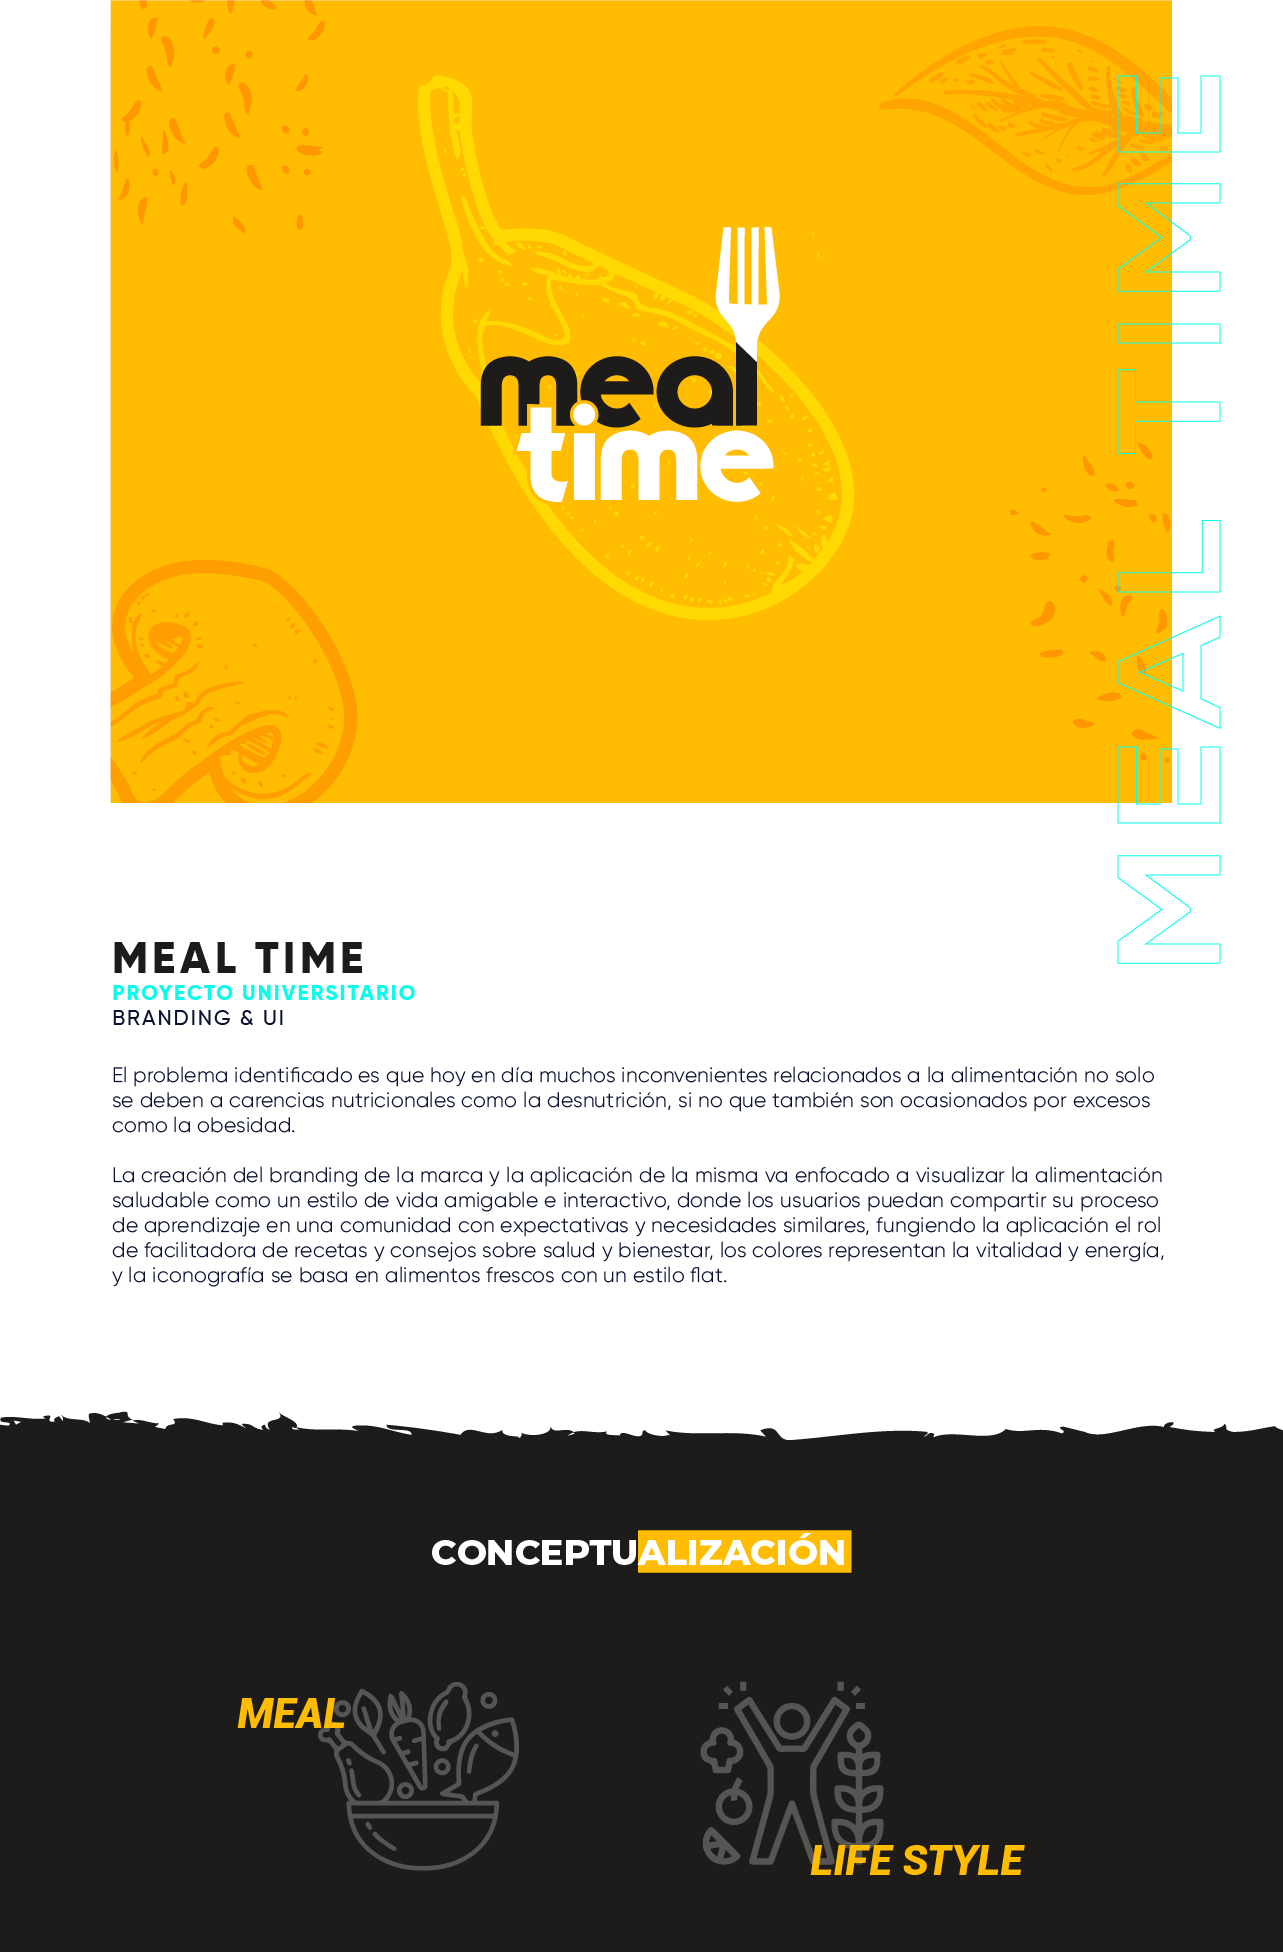 meal
time
MEAL TIME
MEAL TIME
PROYECTO UNIVERSITARIO
BRANDING & UI
El problema identificado es que hoy en día muchos inconvenientes relacionados a la alimentación no solo
se deben a carencias nutricionales como la desnutrición, si no que también son ocasionados por excesos
como la obesidad.
La creación del branding de la marca y la aplicación de la misma va enfocado a visualizar la alimentación
saludable como un estilo de vida amigable e interactivo, donde los usuarios puedan compartir su proceso
de aprendizaje en una comunidad con expectativas y necesidades similares, fungiendo la aplicación el rol
de facilitadora de recetas y consejos sobre salud y bienestar, los colores representan la vitalidad y energía,
y la iconografía se basa en alimentos frescos con un estilo flat.
CONCEPTUALIZACIÓN
MEAL
LIFE STYLE